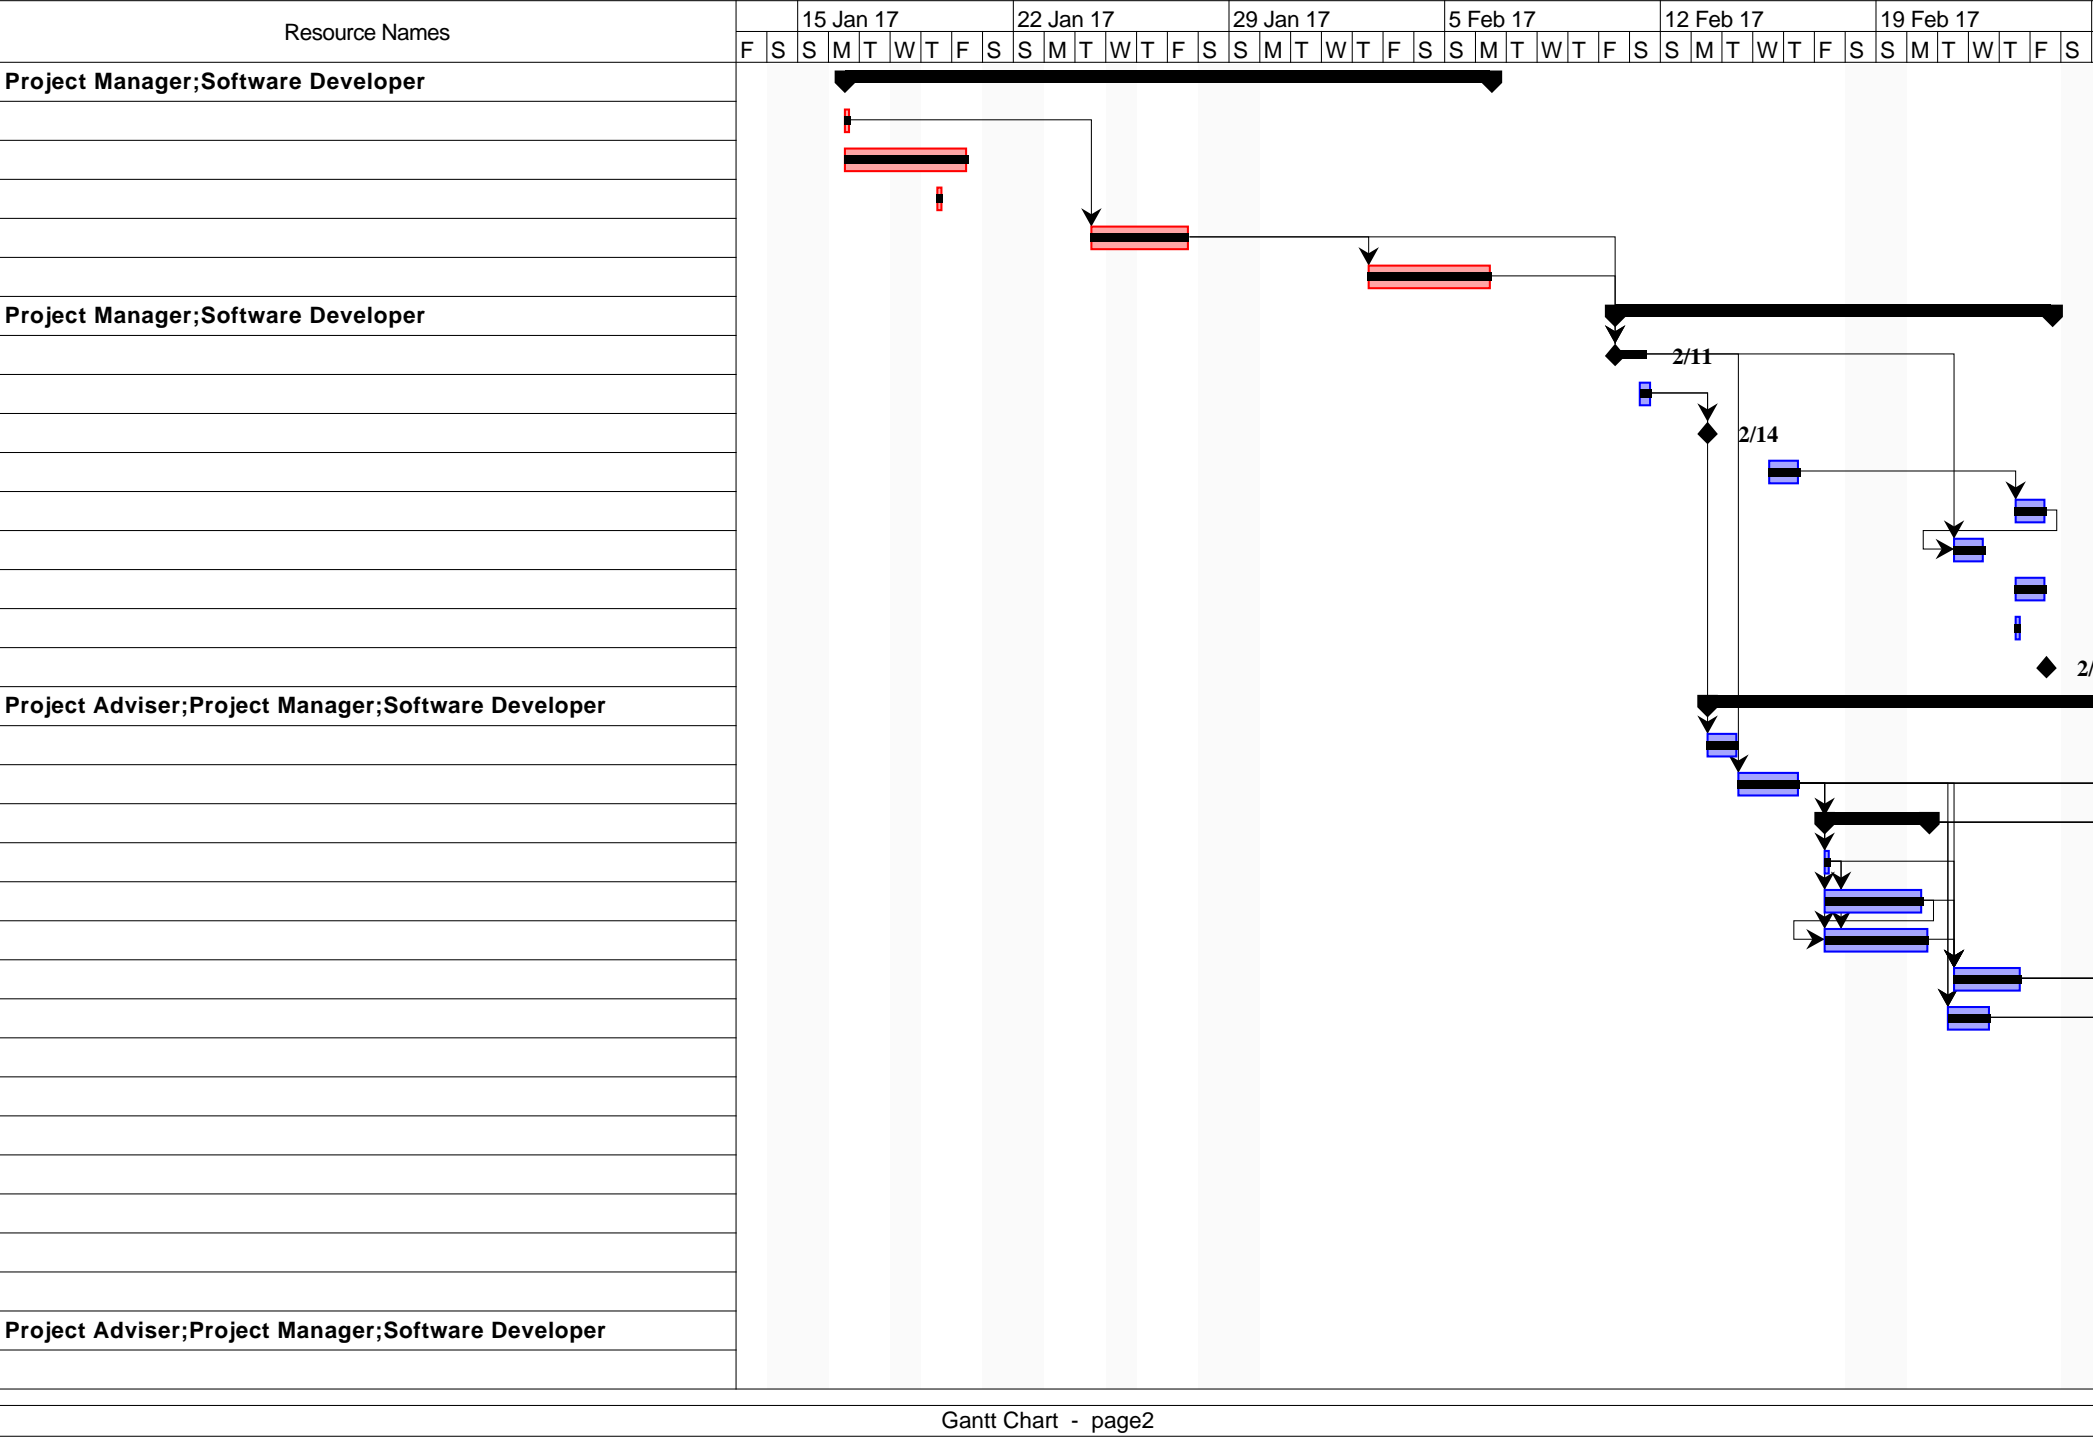 Resource Names
15 Jan 17 22 Jan 17 29 Jan 17 5 Feb 17 12 Feb 17 19 Feb 17
F S S M T W T F S S M T W T F S S M T W T F S S M T W T F S S M T W T F S S M T W T F S
Project Manager;Software Developer
Project Manager;Software Developer
2/11
2/14
2/
Project Adviser;Project Manager;Software Developer
Project Adviser;Project Manager;Software Developer
Gantt Chart - page2